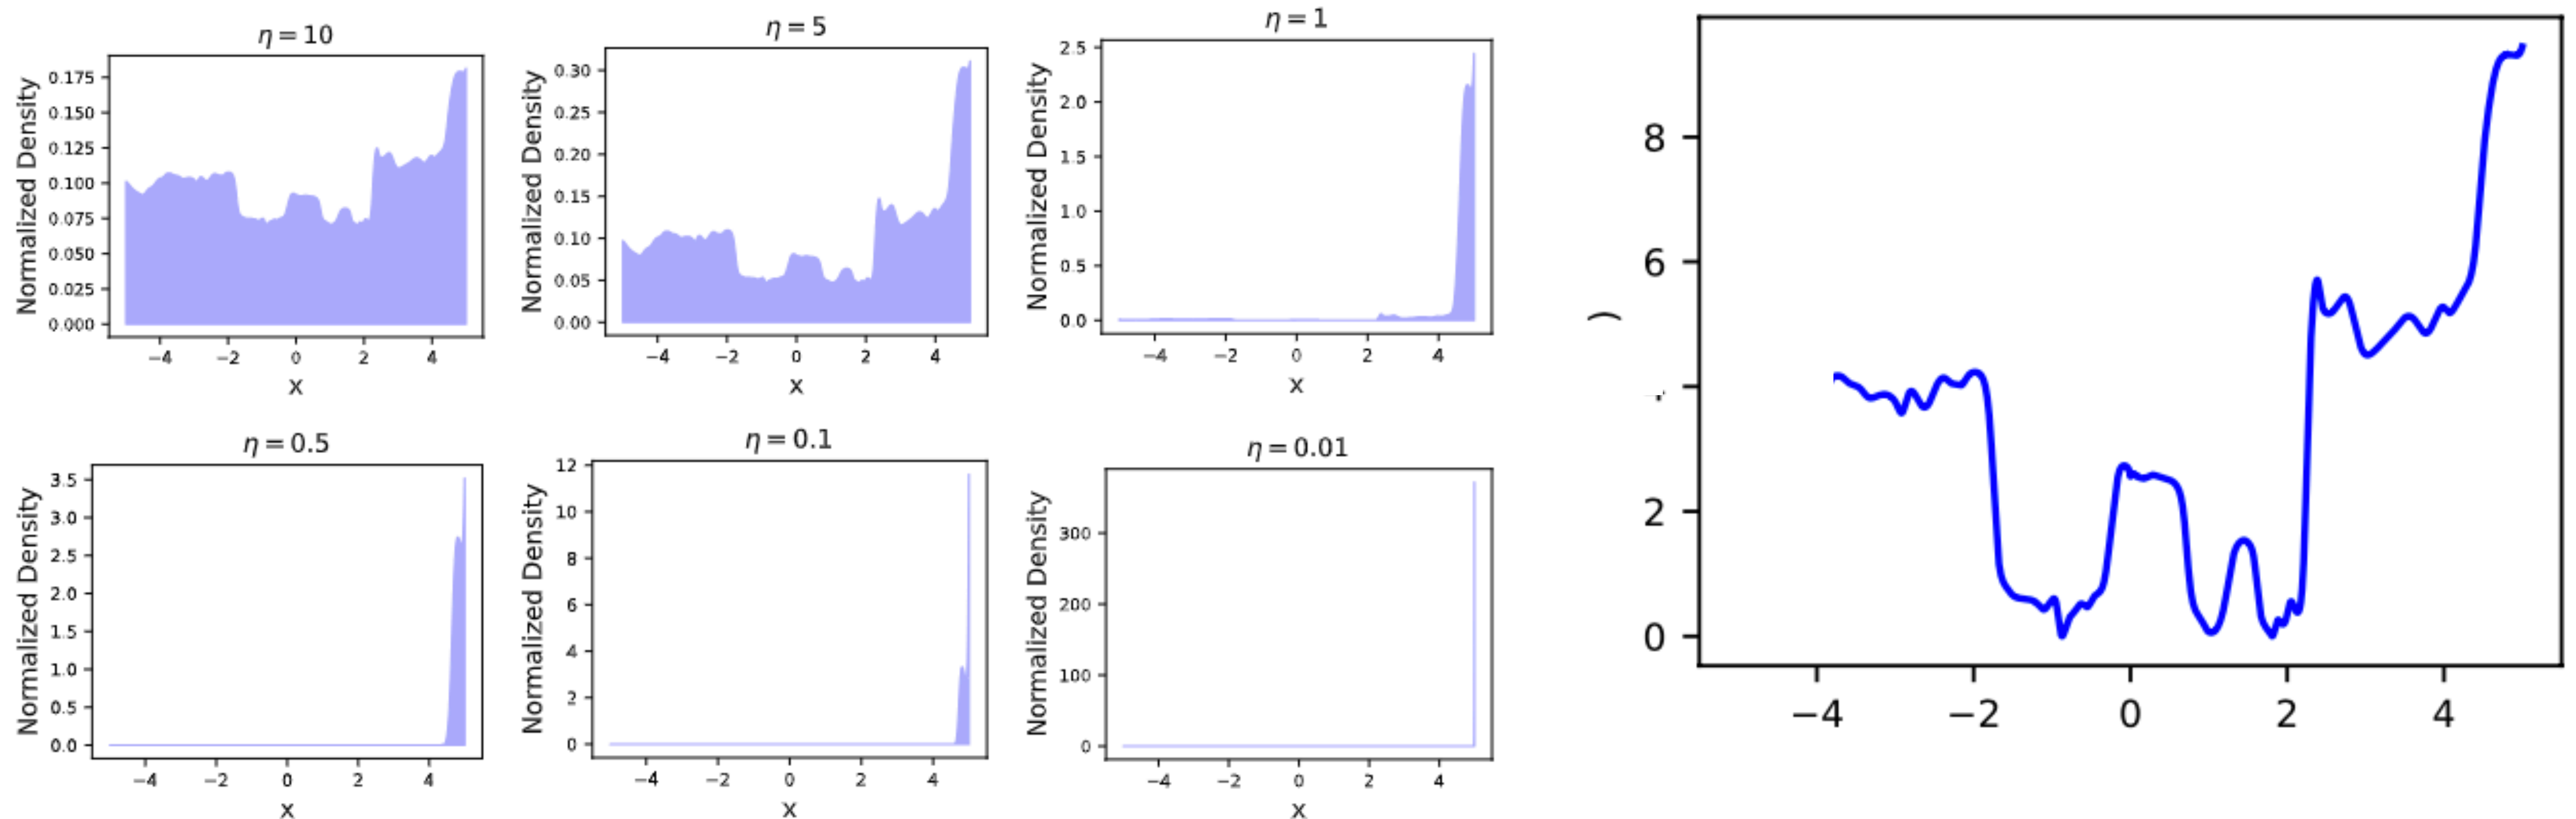 η = 10
Normalized Density
0.175
0.150
0.125
0.100
0.075
0.050
0.025
0.000
−4 −2 0 2 4
x
η = 5
Normalized Density
0.30
0.25
0.20
0.15
0.10
0.05
0.00
−4 −2 0 2 4
x
η = 1
Normalized Density
2.5
2.0
1.5
1.0
0.5
0.0
−4 −2 0 2 4
x
η = 0.5
Normalized Density
3.5
3.0
2.5
2.0
1.5
1.0
0.5
0.0
−4 −2 0 2 4
x
η = 0.1
Normalized Density
12
10
8
6
4
2
0
−4 −2 0 2 4
x
η = 0.01
Normalized Density
300
200
100
0
−4 −2 0 2 4
x
)
8
6
2
0
−4 −2 0 2 4